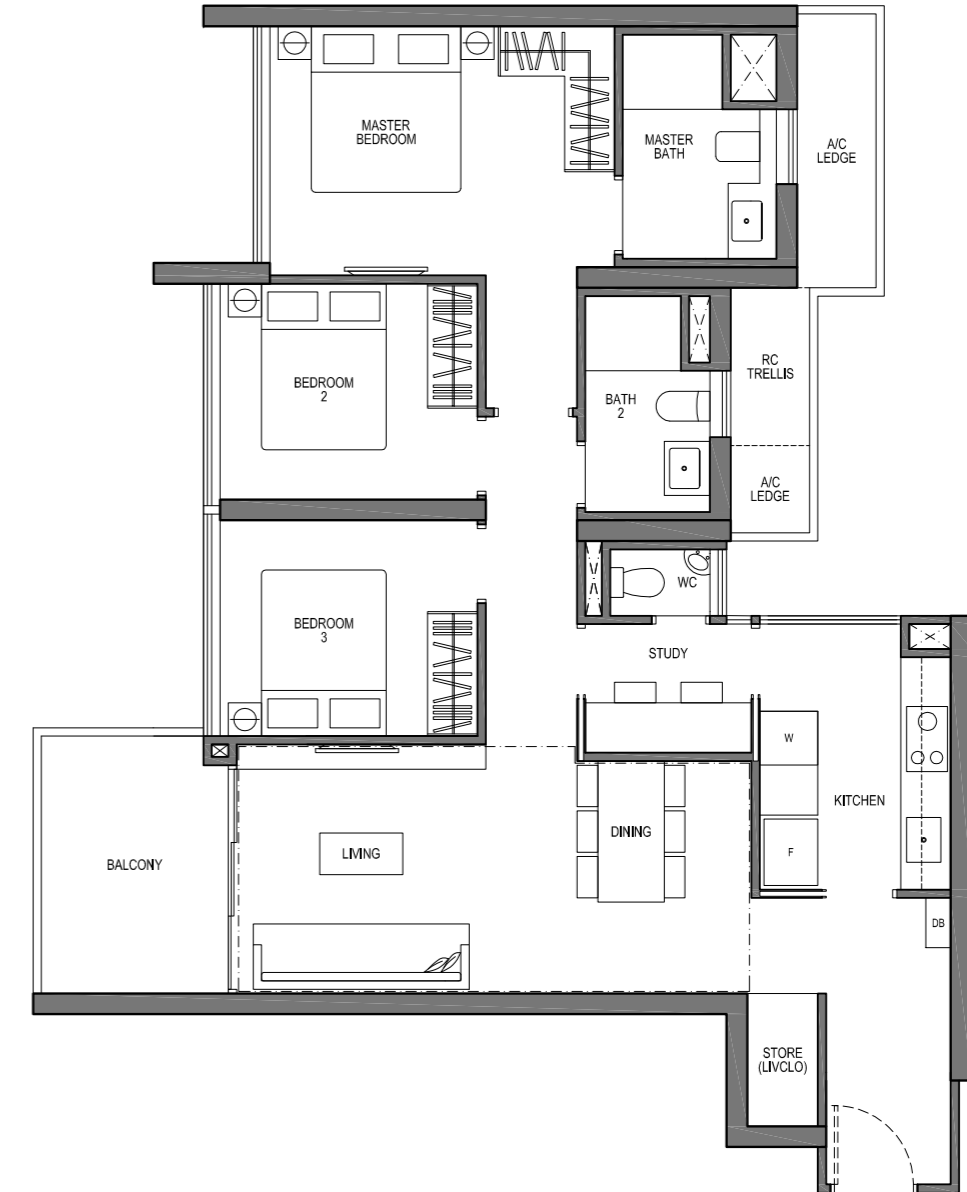 MASTER
BEDROOM
MASTER
BATH
A/C
LEDGE
BEDROOM
2
BATH
2
RC
TRELLIS
A/C
LEDGE
WC
BEDROOM
3
STUDY
W
KITCHEN
F
DINING
LIVING
BALCONY
DB
STORE
(LIVCLO)